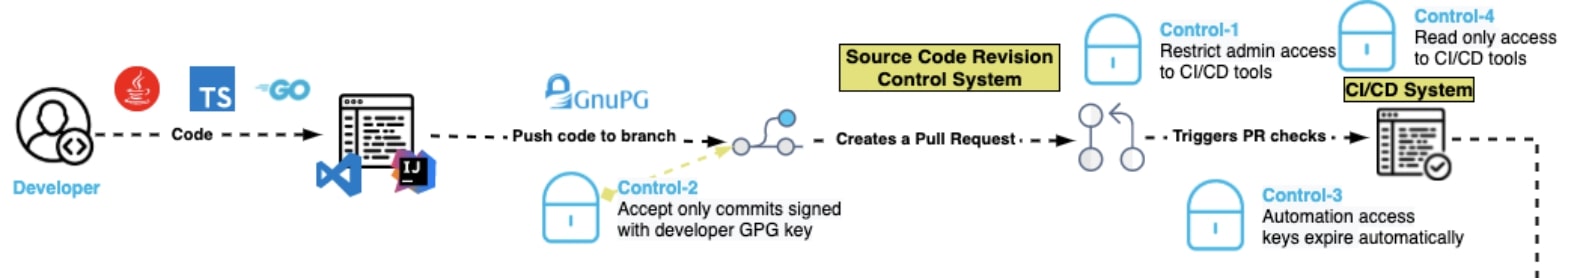 Control-1
Restrict admin access
to CI/CD tools
Control-4
Read only access
to CI/CD tools
Source Code Revision
Control System
CI/CD System
TS
GO
GnuPG
Code
Push code to branch
Creates a Pull Request
Triggers PR checks
IJ
Developer
Control-2
Accept only commits signed
with developer GPG key
Control-3
Automation access
keys expire automatically